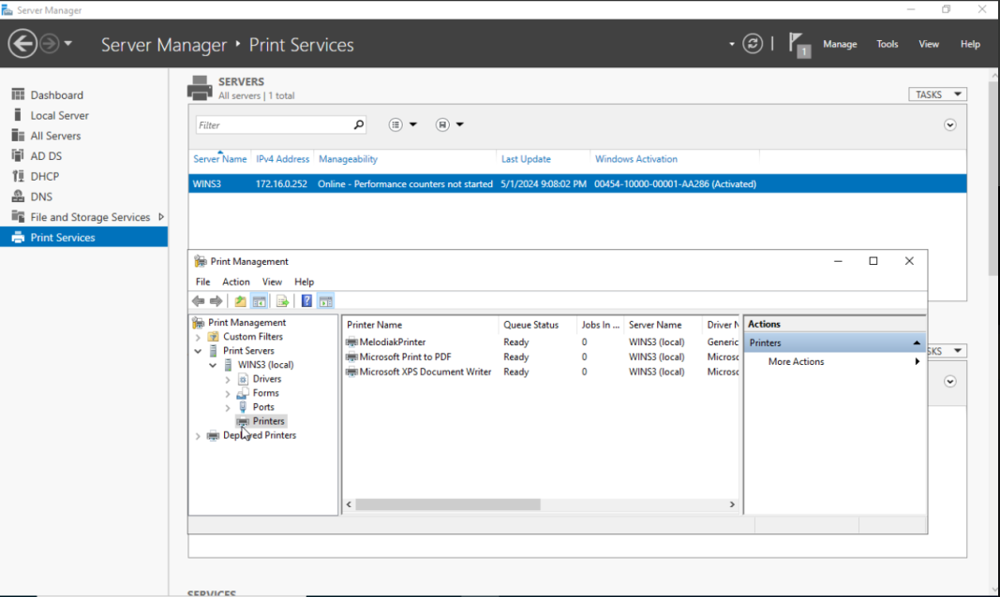 Server Manager
Server Manager • Print Services
1
Manage Tools View Help
Dashboard
Local Server
All Servers
AD DS
DHCP
DNS
File and Storage Services
Print Services
SERVERS
All servers | 1 total
TASKS
Filter
Server Name IPv4 Address Manageability Last Update Windows Activation
WINS3 172.16.0.252 Online - Performance counters not started 5/1/2024 9:08:02 PM 00454-10000-00001-AA286 (Activated)
Print Management
File Action View Help
Print Management
Custom Filters
Print Servers
WINS3 (local)
Drivers
Forms
Ports
Printers
Deployed Printers
Printer Name Queue Status Jobs In ... Server Name Driver N
MelodiakPrinter Ready 0 WINS3 (local) Generic
Microsoft Print to PDF Ready 0 WINS3 (local) Microsc
Microsoft XPS Document Writer Ready 0 WINS3 (local) Microsc
Actions
Printers
More Actions
SKS
SERVICES